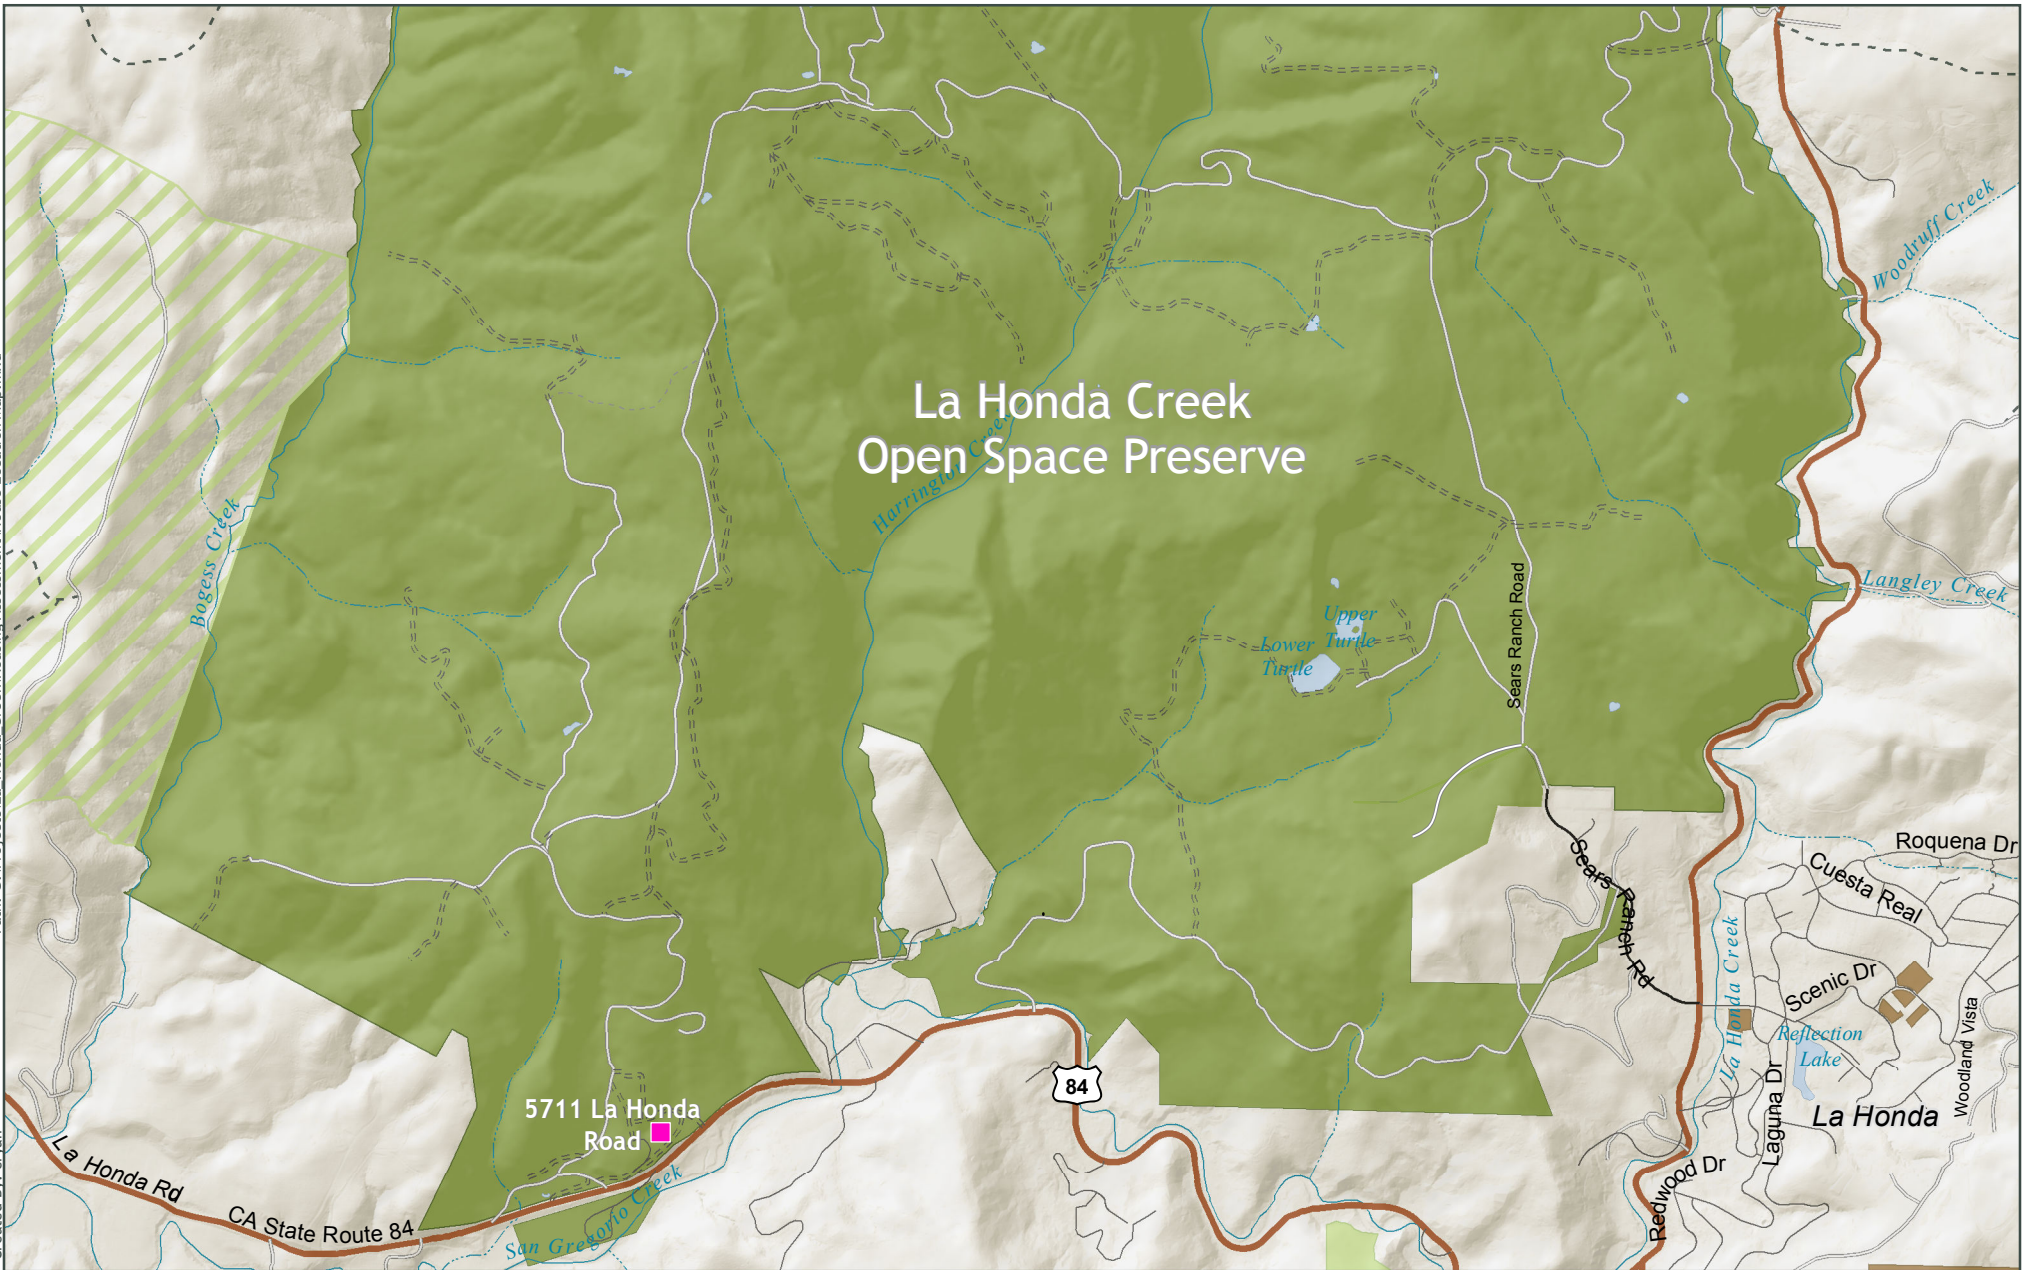 Woodruff Creek
La Honda Creek
Open Space Preserve
Harrington Creek
Bogess Creek
Langley Creek
Sears Ranch Road
Upper
Turtle
Lower
Turtle
Sears Ranch Rd
Roquena Dr
Cuesta Real
La Honda Creek
Scenic Dr
Reflection
Lake
Woodland Vista
Laguna Dr
La Honda
84
5711 La Honda
Road
La Honda Rd
CA State Route 84
San Gregorio Creek
Redwood Dr